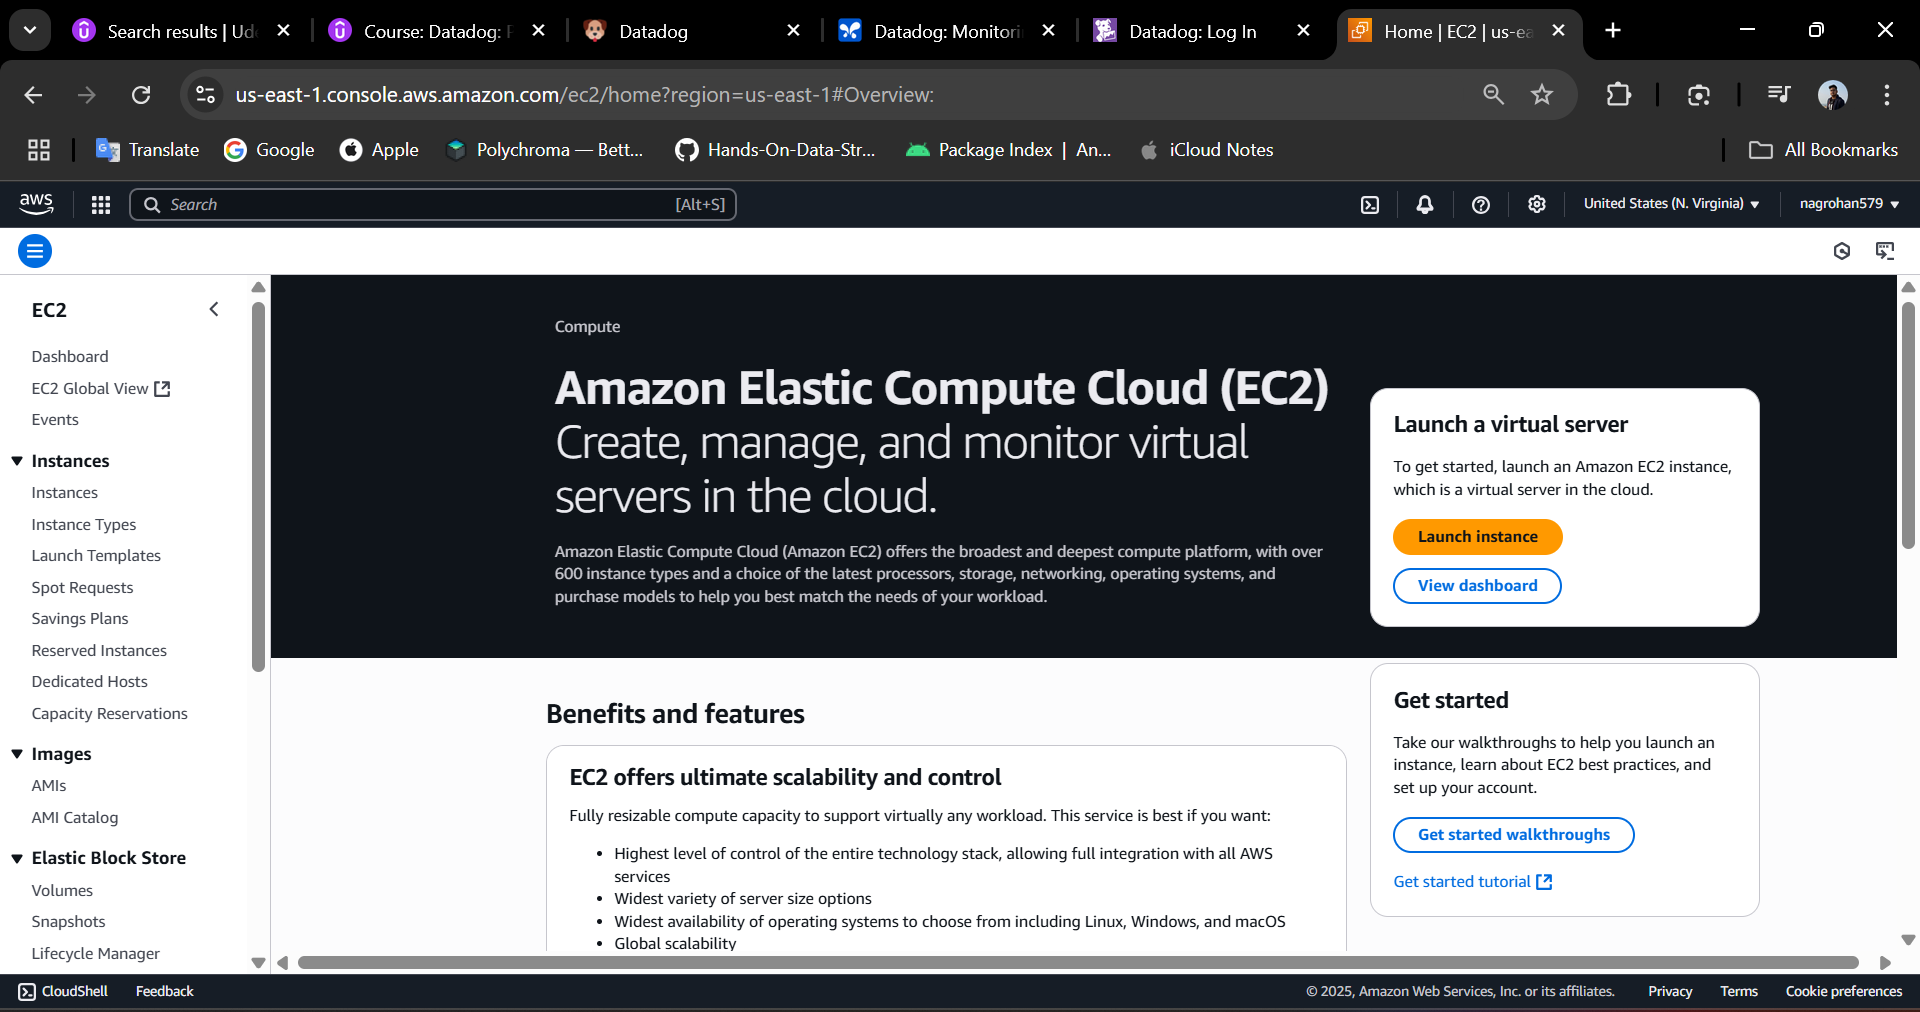 Search results | Ude
Course: Datadog: P
Datadog
Datadog: Monitori
Datadog: Log In
Home | EC2 | us-ea
us-east-1.console.aws.amazon.com/ec2/home?region=us-east-1#Overview:
Translate
Google
Apple
Polychroma — Bett...
Hands-On-Data-Str...
Package Index | An...
iCloud Notes
All Bookmarks
aws
Search
[Alt+S]
United States (N. Virginia)
nagrohan579
EC2
Dashboard
EC2 Global View
Events
Instances
Instances
Instance Types
Launch Templates
Spot Requests
Savings Plans
Reserved Instances
Dedicated Hosts
Capacity Reservations
Images
AMIs
AMI Catalog
Elastic Block Store
Volumes
Snapshots
Lifecycle Manager
Compute
Amazon Elastic Compute Cloud (EC2)
Create, manage, and monitor virtual
servers in the cloud.
Amazon Elastic Compute Cloud (Amazon EC2) offers the broadest and deepest compute platform, with over
600 instance types and a choice of the latest processors, storage, networking, operating systems, and
purchase models to help you best match the needs of your workload.
Launch a virtual server
To get started, launch an Amazon EC2 instance,
which is a virtual server in the cloud.
Launch instance
View dashboard
Benefits and features
EC2 offers ultimate scalability and control
Fully resizable compute capacity to support virtually any workload. This service is best if you want:
• Highest level of control of the entire technology stack, allowing full integration with all AWS
services
• Widest variety of server size options
• Widest availability of operating systems to choose from including Linux, Windows, and macOS
• Global scalability
Get started
Take our walkthroughs to help you launch an
instance, learn about EC2 best practices, and
set up your account.
Get started walkthroughs
Get started tutorial
CloudShell
Feedback
© 2025, Amazon Web Services, Inc. or its affiliates.
Privacy
Terms
Cookie preferences